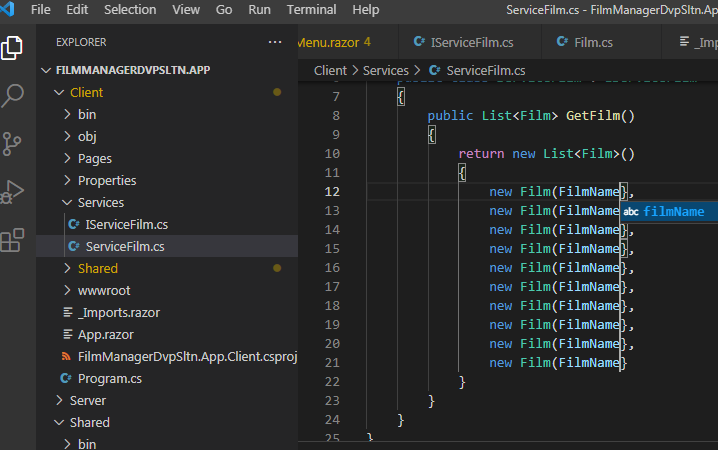 File Edit Selection View Go Run Terminal Help ServiceFilm.cs - FilmManagerDvpSltn.App
EXPLORER ···
Menu.razor 4 IServiceFilm.cs Film.cs
Client > Services > ServiceFilm.cs
FILMMANAGERDVPSLTN.APP
Client
bin
obj
Pages
Properties
Services
IServiceFilm.cs
ServiceFilm.cs
Shared
wwwroot
_Imports.razor
App.razor
FilmManagerDvpSltn.App.Client.csproj
Program.cs
Server
Shared
bin
7 {
8 public List<Film> GetFilm()
9 {
10 return new List<Film>()
11 {
12 new Film(FilmName},
abc filmName
13 new Film(FilmName
14 new Film(FilmName},
15 new Film(FilmName},
16 new Film(FilmName},
17 new Film(FilmName},
18 new Film(FilmName},
19 new Film(FilmName},
20 new Film(FilmName},
21 new Film(FilmName}
22 }
23 }
24 }
25 }